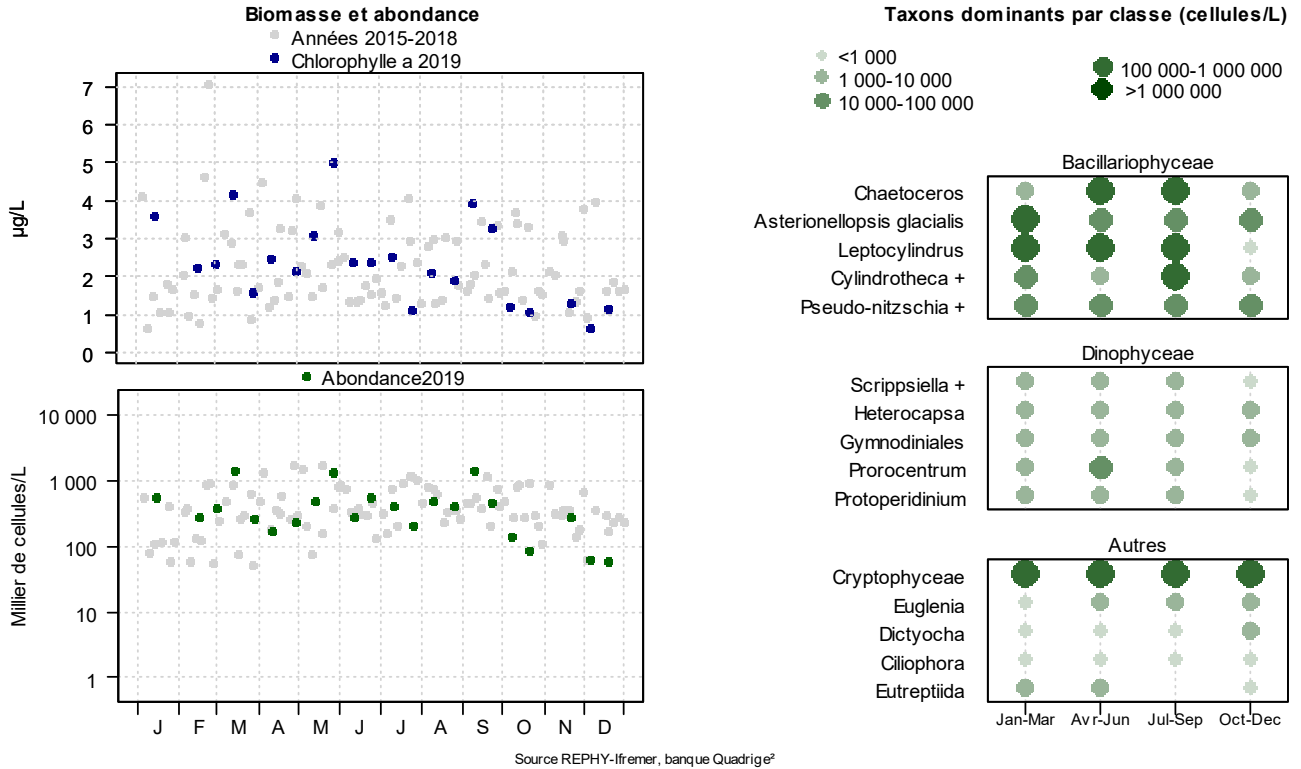 Biomasse et abondance
Années 2015-2018
Chlorophylle a 2019
µg/L
7
6
5
4
3
2
1
0
Abondance2019
Millier de cellules/L
10 000
1 000
100
10
1
J F M A M J J A S O N D
Taxons dominants par classe (cellules/L)
<1 000
1 000-10 000
10 000-100 000
100 000-1 000 000
>1 000 000
Bacillariophyceae
Chaetoceros
Asterionellopsis glacialis
Leptocylindrus
Cylindrotheca +
Pseudo-nitzschia +
Dinophyceae
Scrippsiella +
Heterocapsa
Gymnodiniales
Prorocentrum
Protoperidinium
Autres
Cryptophyceae
Euglenia
Dictyocha
Ciliophora
Eutreptiida
Jan-Mar Avr-Jun Jul-Sep Oct-Dec
Source REPHY-Ifremer, banque Quadrige²